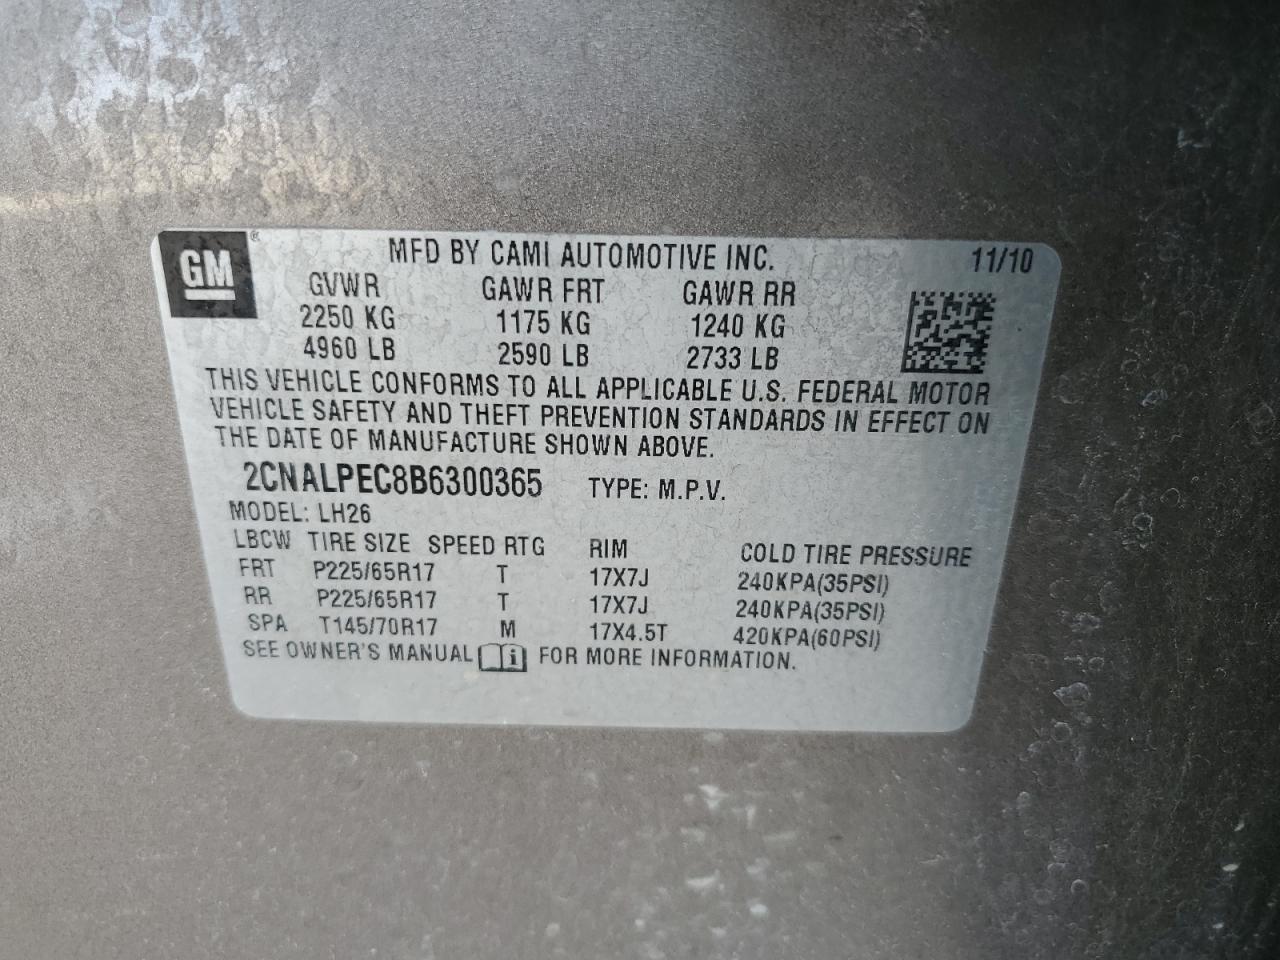 GM ® MFD BY CAMI AUTOMOTIVE INC. 11/10
GVWR GAWR FRT GAWR RR
2250 KG 1175 KG 1240 KG
4960 LB 2590 LB 2733 LB
THIS VEHICLE CONFORMS TO ALL APPLICABLE U.S. FEDERAL MOTOR
VEHICLE SAFETY AND THEFT PREVENTION STANDARDS IN EFFECT ON
THE DATE OF MANUFACTURE SHOWN ABOVE.
2CNALPEC8B6300365 TYPE: M.P.V.
MODEL: LH26
LBCW TIRE SIZE SPEED RTG RIM COLD TIRE PRESSURE
FRT P225/65R17 T 17X7J 240KPA(35PSI)
RR P225/65R17 T 17X7J 240KPA(35PSI)
SPA T145/70R17 M 17X4.5T 420KPA(60PSI)
SEE OWNER'S MANUAL i FOR MORE INFORMATION.